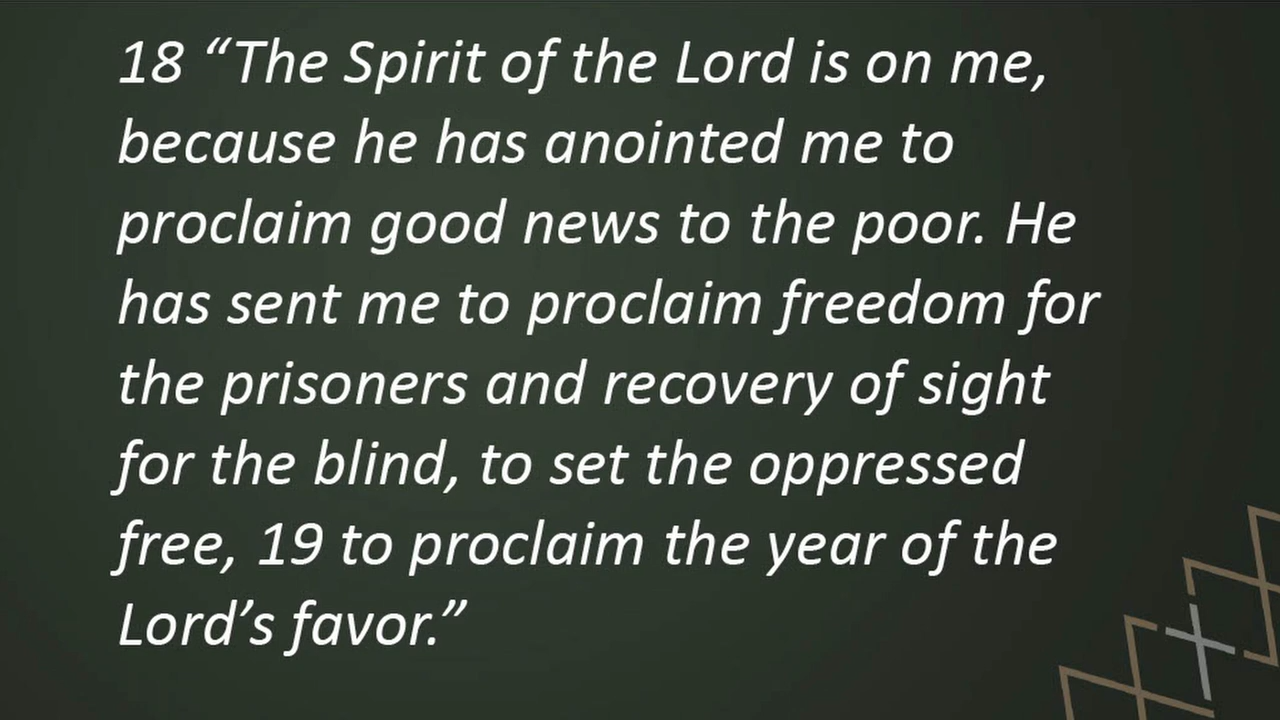 18 “The Spirit of the Lord is on me,
because he has anointed me to
proclaim good news to the poor. He
has sent me to proclaim freedom for
the prisoners and recovery of sight
for the blind, to set the oppressed
free, 19 to proclaim the year of the
Lord’s favor.”